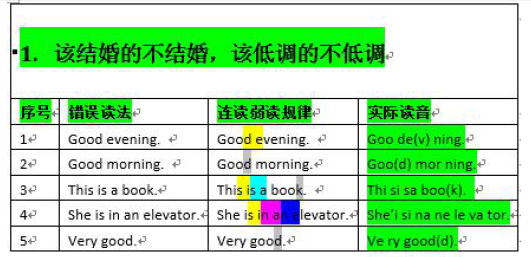 1. 该结婚的不结婚，该低调的不低调
序号 错误读法 连读弱读规律 实际读音
1 Good evening. Good evening. Goo de(v) ning.
2 Good morning. Good morning. Goo(d) mor ning.
3 This is a book. This is a book. Thi si sa boo(k).
4 She is in an elevator. She is in an elevator. She'i si na ne le va tor.
5 Very good. Very good. Ve ry good(d).